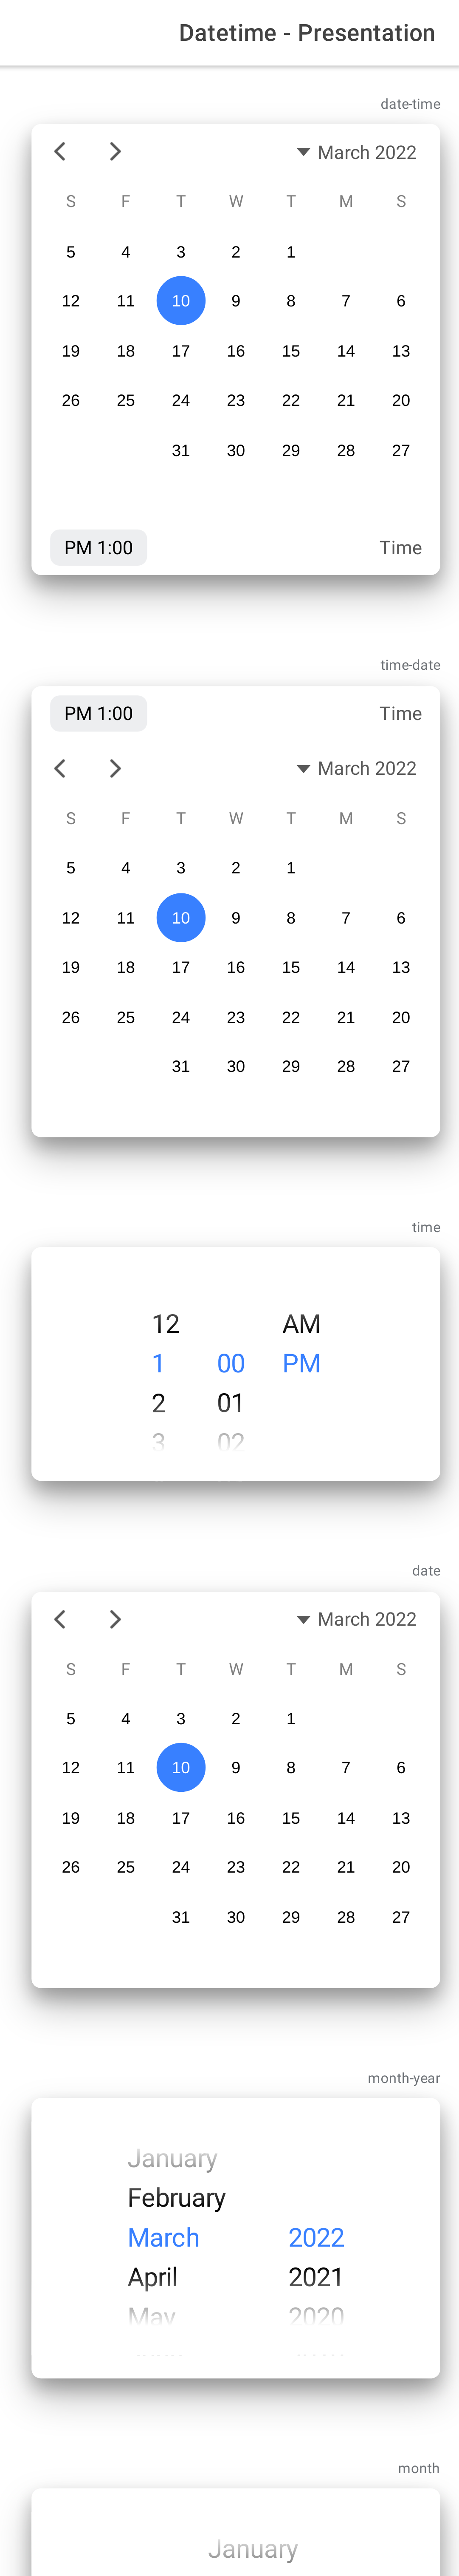 Datetime - Presentation
date-time
March 2022
S F T W T M S
5 4 3 2 1
12 11 10 9 8 7 6
19 18 17 16 15 14 13
26 25 24 23 22 21 20
31 30 29 28 27
PM 1:00 Time
time-date
PM 1:00 Time
March 2022
S F T W T M S
5 4 3 2 1
12 11 10 9 8 7 6
19 18 17 16 15 14 13
26 25 24 23 22 21 20
31 30 29 28 27
time
12 AM
1 00 PM
2 01
3 02
date
March 2022
S F T W T M S
5 4 3 2 1
12 11 10 9 8 7 6
19 18 17 16 15 14 13
26 25 24 23 22 21 20
31 30 29 28 27
month-year
January
February
March 2022
April 2021
May 2020
month
January